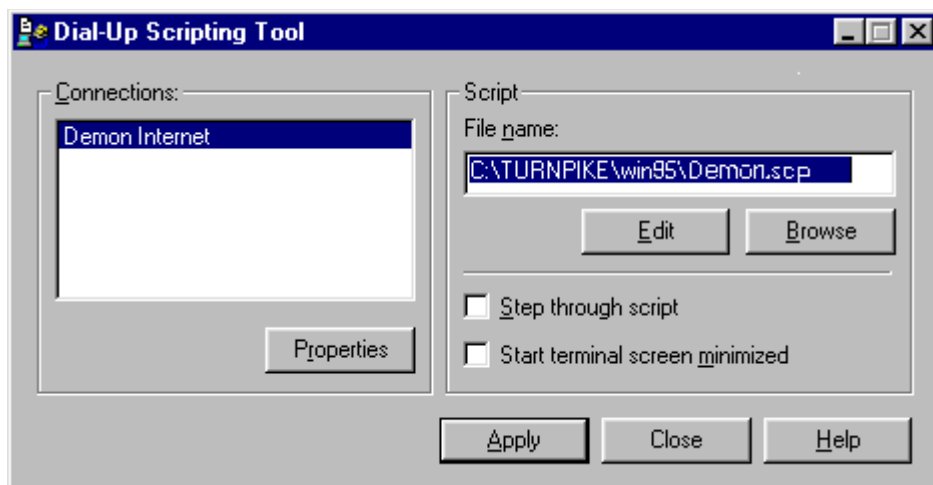 Dial-Up Scripting Tool
Connections:
Demon Internet
Properties
Script
File name:
C:\TURNPIKE\win95\Demon.scp
Edit
Browse
Step through script
Start terminal screen minimized
Apply
Close
Help